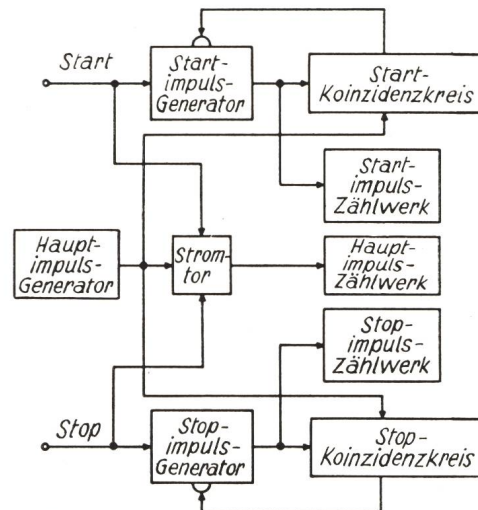 Start
Start-
impuls-
Generator
Start-
Koinzidenzkreis
Start-
impuls-
Zählwerk
Haupt-
impuls-
Generator
Strom-
tor
Haupt-
impuls-
Zählwerk
Stop-
impuls-
Zählwerk
Stop
Stop-
impuls-
Generator
Stop-
Koinzidenzkreis